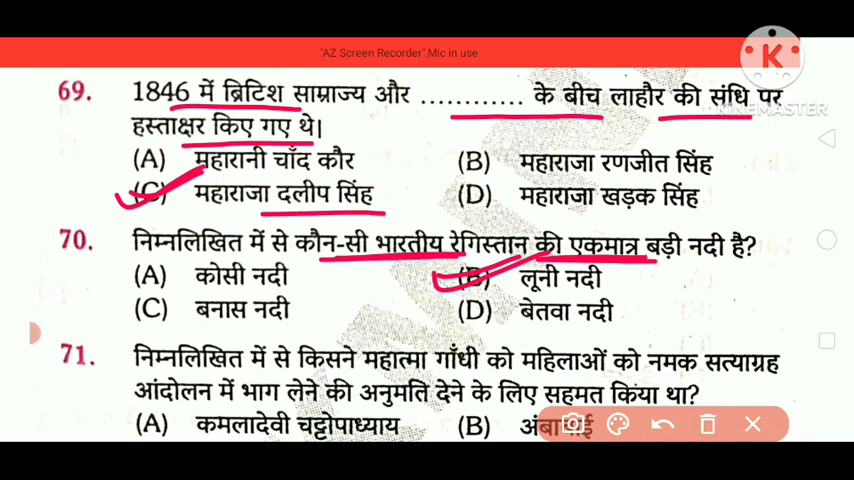 "AZ Screen Recorder",Mic in use
K
KINEMASTER
69. 1846 में ब्रिटिश साम्राज्य और ............ के बीच लाहौर की संधि पर
हस्ताक्षर किए गए थे।
(A) महारानी चाँद कौर (B) महाराजा रणजीत सिंह
(C) महाराजा दलीप सिंह (D) महाराजा खड़क सिंह
70. निम्नलिखित में से कौन-सी भारतीय रेगिस्तान की एकमात्र बड़ी नदी है?
(A) कोसी नदी (B) लूनी नदी
(C) बनास नदी (D) बेतवा नदी
71. निम्नलिखित में से किसने महात्मा गाँधी को महिलाओं को नमक सत्याग्रह
आंदोलन में भाग लेने की अनुमति देने के लिए सहमत किया था?
(A) कमलादेवी चट्टोपाध्याय (B)